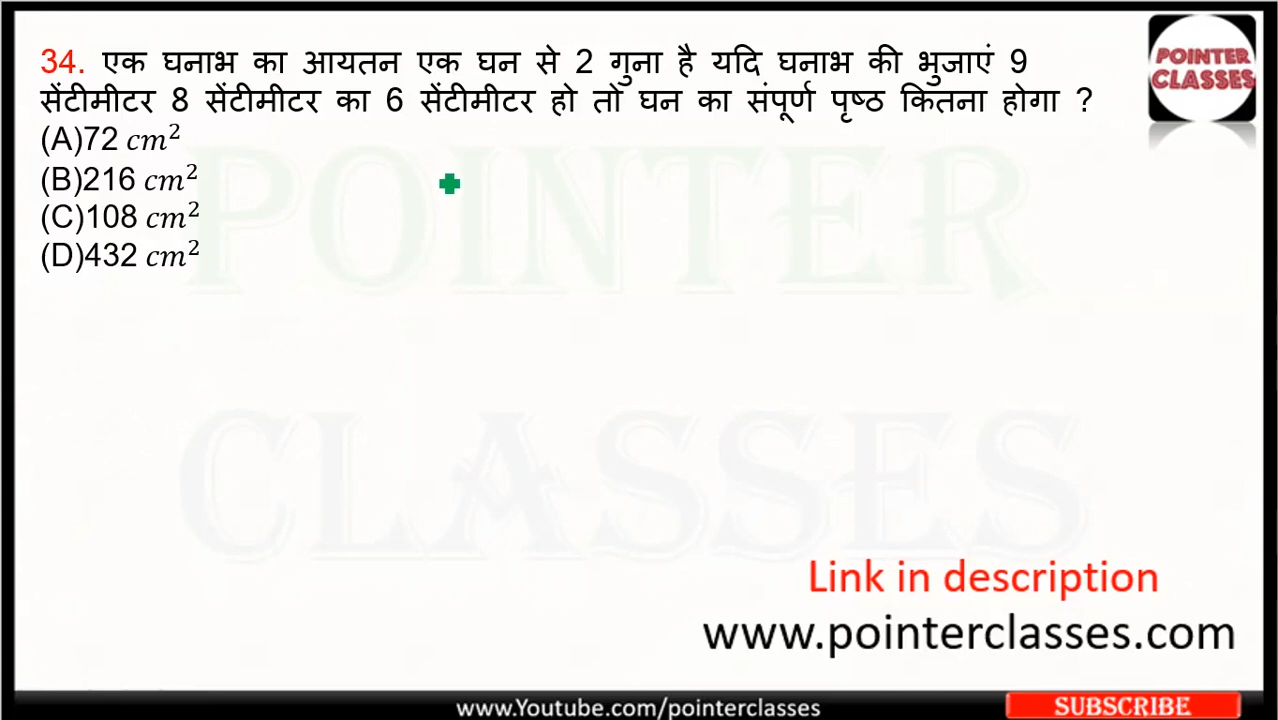 34. एक घनाभ का आयतन एक घन से 2 गुना है यदि घनाभ की भुजाएं 9
सेंटीमीटर 8 सेंटीमीटर का 6 सेंटीमीटर हो तो घन का संपूर्ण पृष्ठ कितना होगा ?
(A)72 cm²
(B)216 cm²
(C)108 cm²
(D)432 cm²
POINTER
CLASSES
POINTER
CLASSES
Link in description
www.pointerclasses.com
www.Youtube.com/pointerclasses
SUBSCRIBE